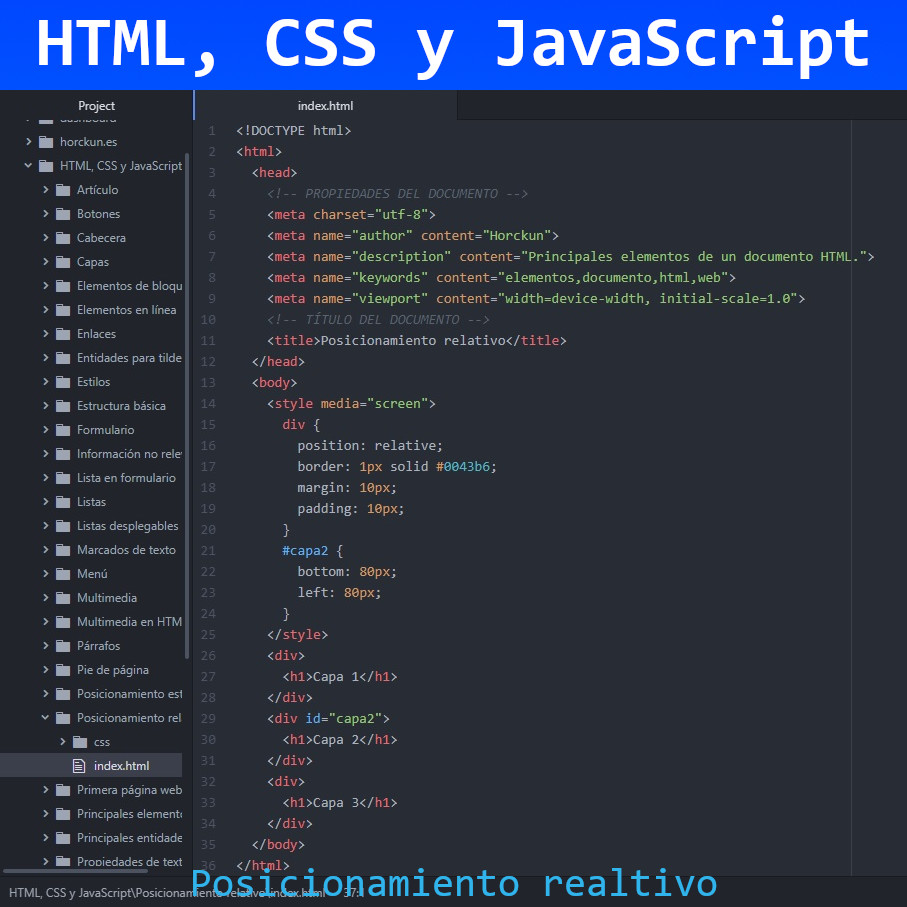 HTML, CSS y JavaScript
Project
index.html
horckun.es
HTML, CSS y JavaScript
Artículo
Botones
Cabecera
Capas
Elementos de bloqu
Elementos en línea
Enlaces
Entidades para tilde
Estilos
Estructura básica
Formulario
Información no rele
Lista en formulario
Listas
Listas desplegables
Marcados de texto
Menú
Multimedia
Multimedia en HTM
Párrafos
Pie de página
Posicionamiento est
Posicionamiento rel
css
index.html
Primera página web
Principales element
Principales entidade
Propiedades de text
1 <!DOCTYPE html>
2 <html>
3 <head>
4 <!-- PROPIEDADES DEL DOCUMENTO -->
5 <meta charset="utf-8">
6 <meta name="author" content="Horckun">
7 <meta name="description" content="Principales elementos de un documento HTML.">
8 <meta name="keywords" content="elementos,documento,html,web">
9 <meta name="viewport" content="width=device-width, initial-scale=1.0">
10 <!-- TÍTULO DEL DOCUMENTO -->
11 <title>Posicionamiento relativo</title>
12 </head>
13 <body>
14 <style media="screen">
15 div {
16 position: relative;
17 border: 1px solid #0043b6;
18 margin: 10px;
19 padding: 10px;
20 }
21 #capa2 {
22 bottom: 80px;
23 left: 80px;
24 }
25 </style>
26 <div>
27 <h1>Capa 1</h1>
28 </div>
29 <div id="capa2">
30 <h1>Capa 2</h1>
31 </div>
32 <div>
33 <h1>Capa 3</h1>
34 </div>
35 </body>
36 </html>
HTML, CSS y JavaScript\Posicionamiento relativo\index.html
Posicionamiento realtivo